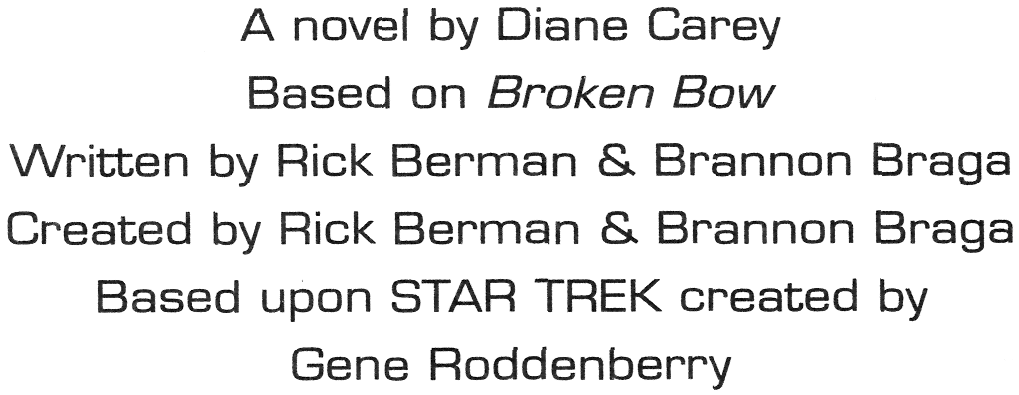 A novel by Diane Carey
Based on Broken Bow
Written by Rick Berman & Brannon Braga
Created by Rick Berman & Brannon Braga
Based upon STAR TREK created by
Gene Roddenberry